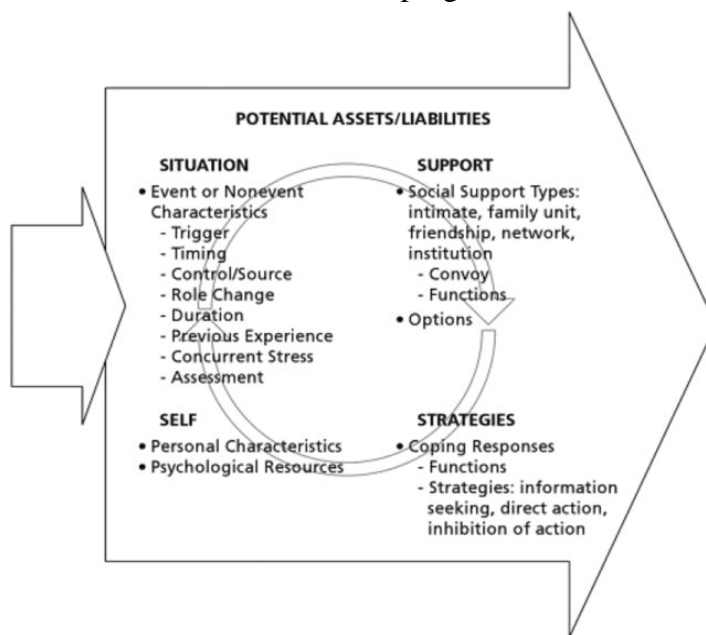 POTENTIAL ASSETS/LIABILITIES
SITUATION
• Event or Nonevent
Characteristics
- Trigger
- Timing
- Control/Source
- Role Change
- Duration
- Previous Experience
- Concurrent Stress
- Assessment
SUPPORT
• Social Support Types:
intimate, family unit,
friendship, network,
institution
- Convoy
- Functions
• Options
SELF
• Personal Characteristics
• Psychological Resources
STRATEGIES
• Coping Responses
- Functions
- Strategies: information
seeking, direct action,
inhibition of action